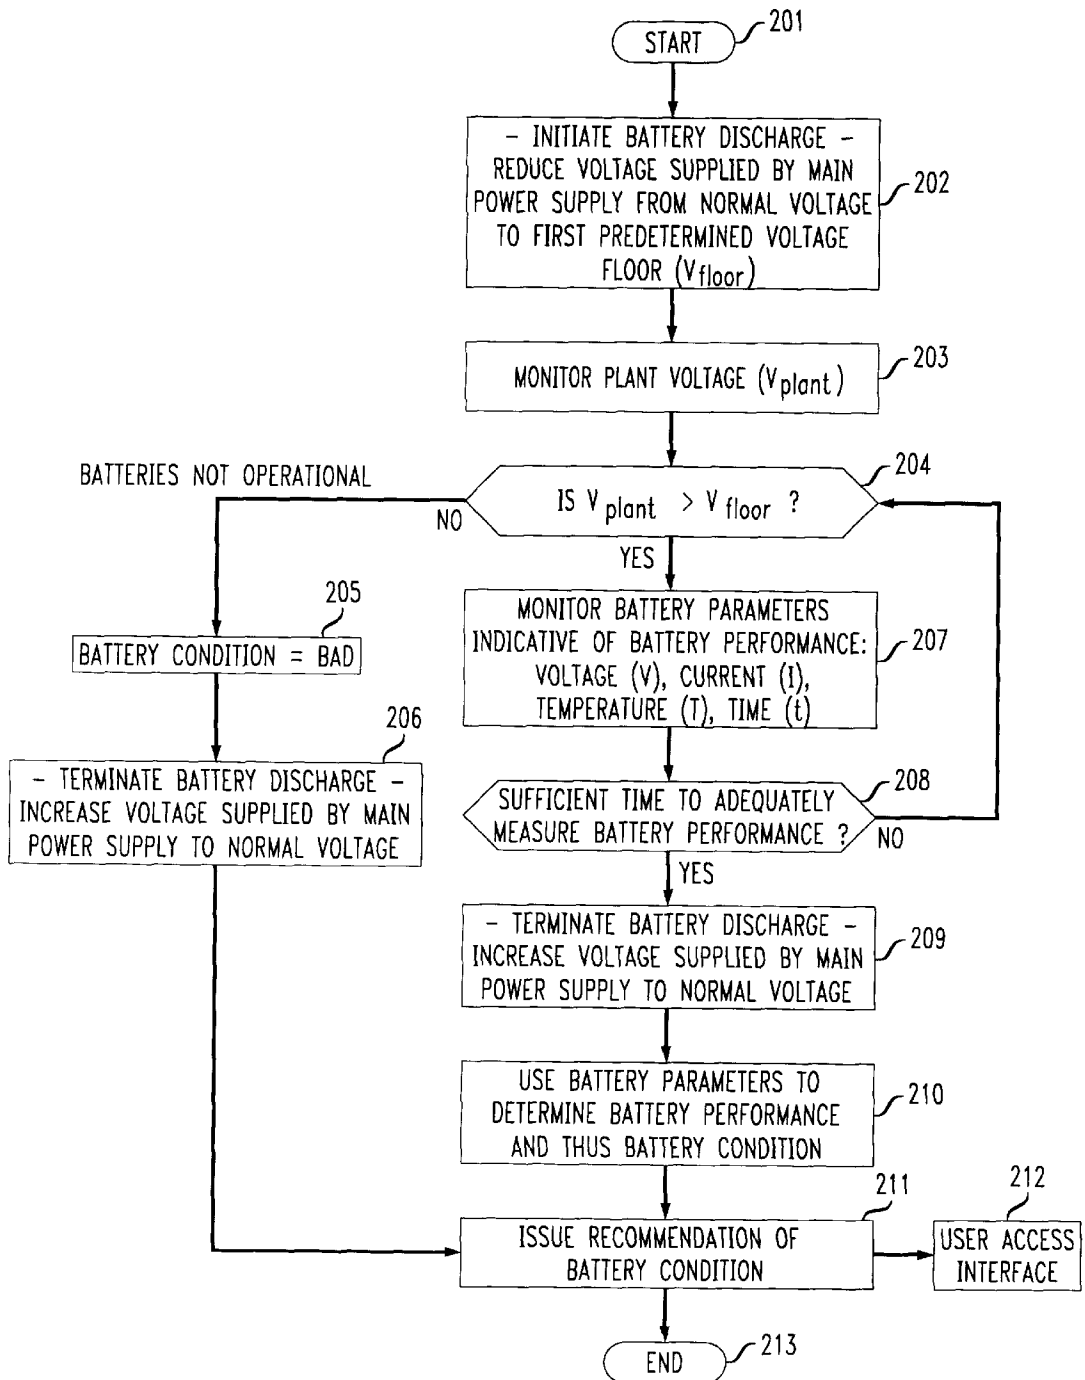 START
201
– INITIATE BATTERY DISCHARGE –
REDUCE VOLTAGE SUPPLIED BY MAIN
POWER SUPPLY FROM NORMAL VOLTAGE
TO FIRST PREDETERMINED VOLTAGE
FLOOR (Vfloor)
202
MONITOR PLANT VOLTAGE (Vplant)
203
BATTERIES NOT OPERATIONAL
NO
IS Vplant > Vfloor ?
204
YES
205
BATTERY CONDITION = BAD
206
– TERMINATE BATTERY DISCHARGE –
INCREASE VOLTAGE SUPPLIED BY MAIN
POWER SUPPLY TO NORMAL VOLTAGE
MONITOR BATTERY PARAMETERS
INDICATIVE OF BATTERY PERFORMANCE:
VOLTAGE (V), CURRENT (I),
TEMPERATURE (T), TIME (t)
207
SUFFICIENT TIME TO ADEQUATELY
MEASURE BATTERY PERFORMANCE ?
208
NO
YES
– TERMINATE BATTERY DISCHARGE –
INCREASE VOLTAGE SUPPLIED BY MAIN
POWER SUPPLY TO NORMAL VOLTAGE
209
USE BATTERY PARAMETERS TO
DETERMINE BATTERY PERFORMANCE
AND THUS BATTERY CONDITION
210
ISSUE RECOMMENDATION OF
BATTERY CONDITION
211
212
USER ACCESS
INTERFACE
END
213